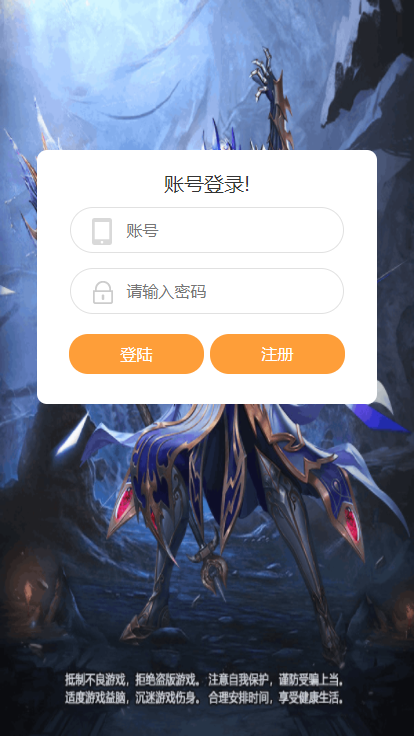 账号登录!
账号
请输入密码
登陆 注册
抵制不良游戏，拒绝盗版游戏。 注意自我保护，谨防受骗上当。
适度游戏益脑，沉迷游戏伤身。 合理安排时间，享受健康生活。